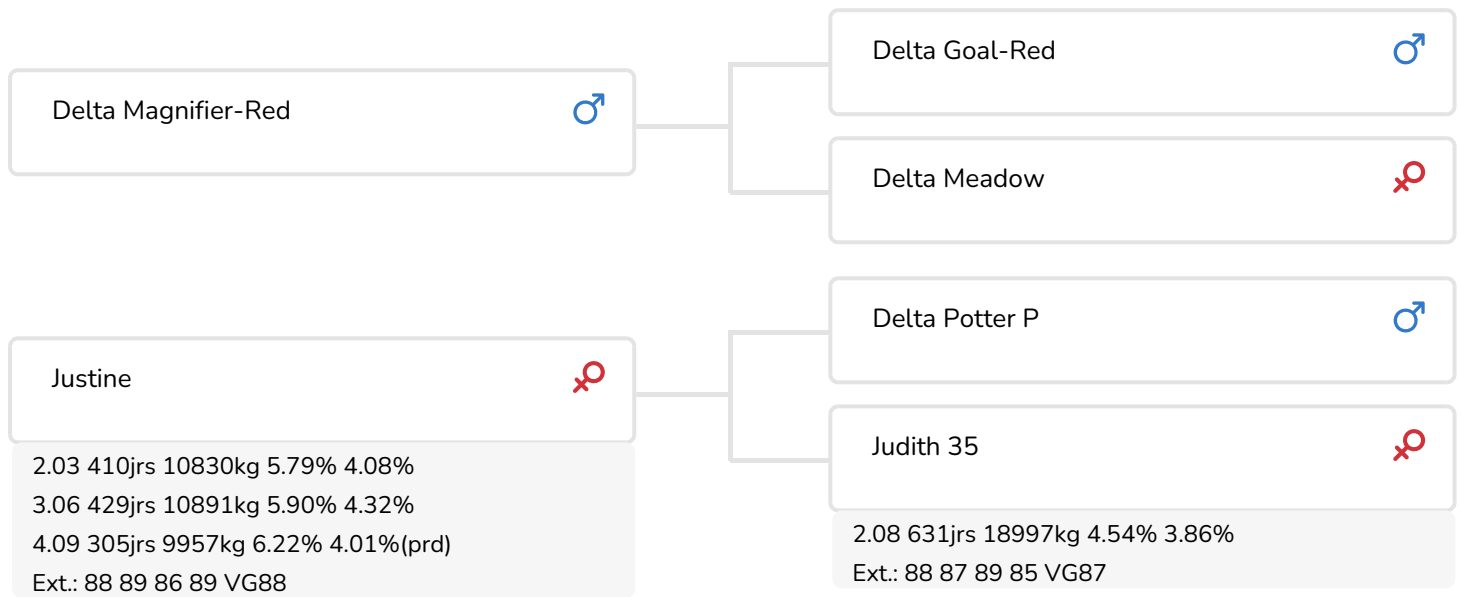 Delta Magnifier-Red
Delta Goal-Red
Delta Meadow
Justine
2.03 410jrs 10830kg 5.79% 4.08%
3.06 429jrs 10891kg 5.90% 4.32%
4.09 305jrs 9957kg 6.22% 4.01%(prd)
Ext.: 88 89 86 89 VG88
Delta Potter P
Judith 35
2.08 631jrs 18997kg 4.54% 3.86%
Ext.: 88 87 89 85 VG87